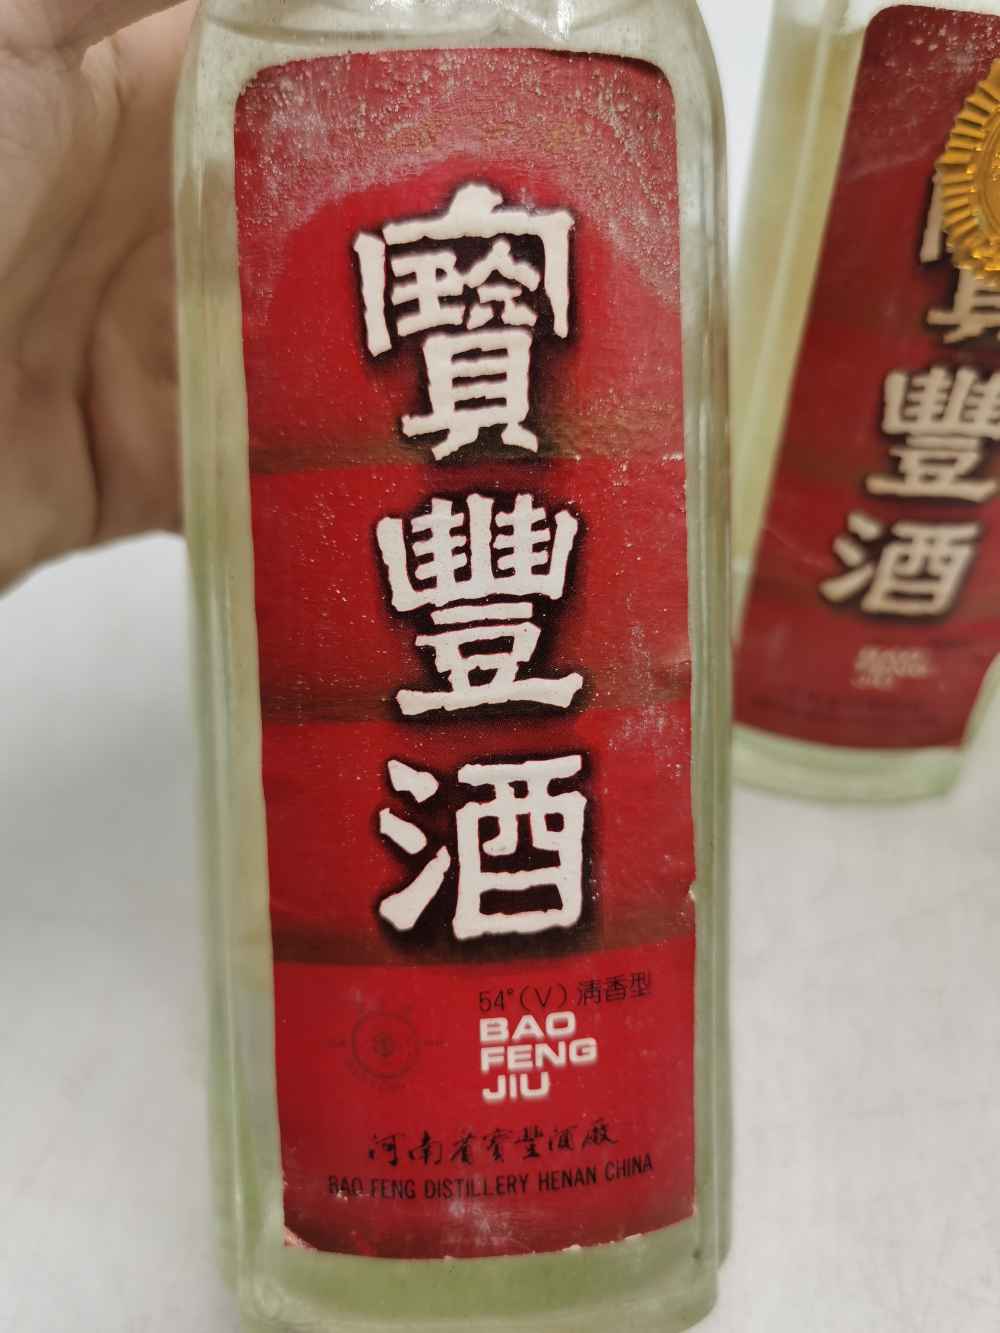 寶
豐
酒
54°(V)清香型
BAO
FENG
JIU
河南省寶豐酒廠
BAO FENG DISTILLERY HENAN CHINA
豐
酒